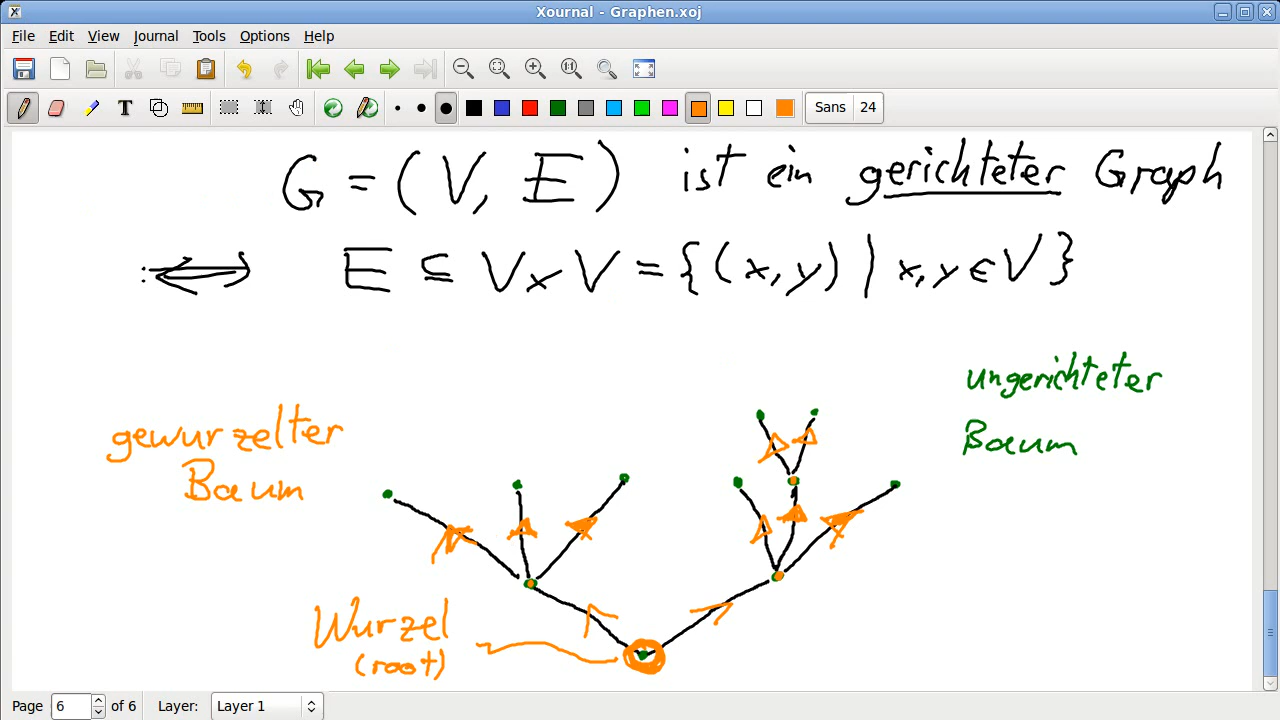 Xournal - Graphen.xoj
File Edit View Journal Tools Options Help
Sans 24
G = (V, E) ist ein gerichteter Graph
:⟺ E ⊆ V×V = {(x,y) | x,y ∈ V}
ungerichteter
Baum
gewurzelter
Baum
Wurzel
(root)
Page 6 of 6 Layer: Layer 1